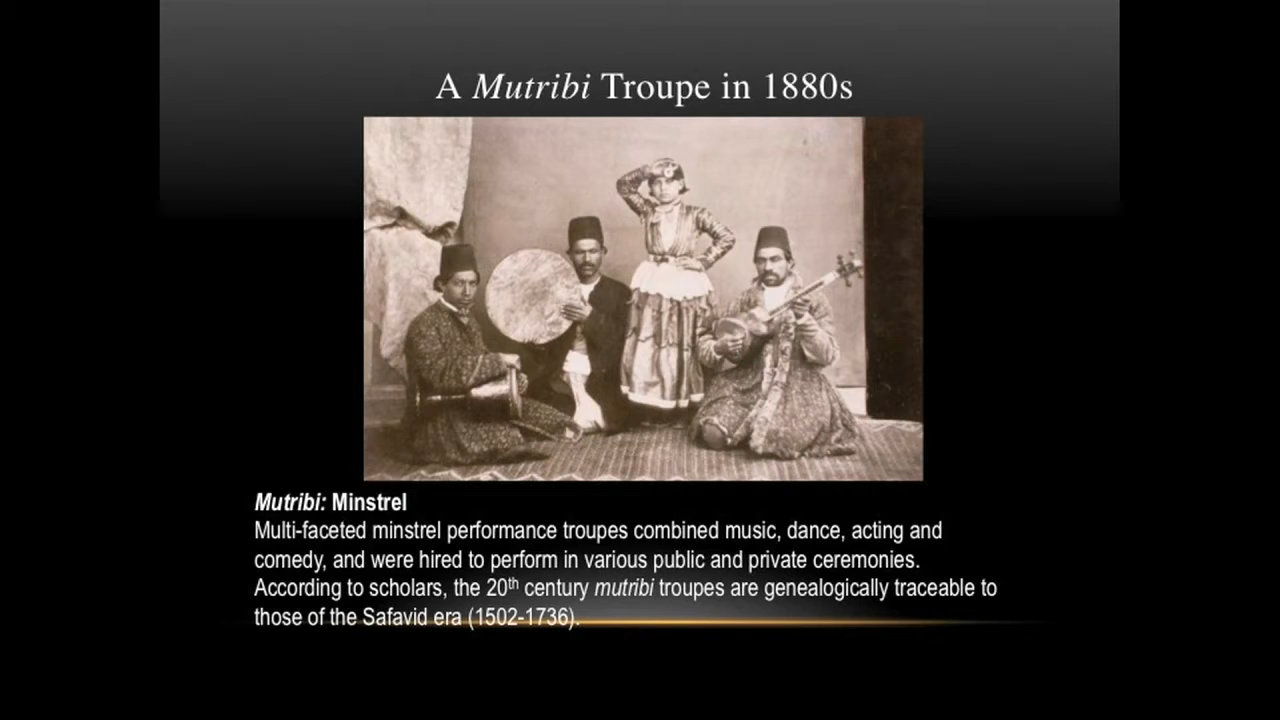 A Mutribi Troupe in 1880s
Mutribi: Minstrel
Multi-faceted minstrel performance troupes combined music, dance, acting and
comedy, and were hired to perform in various public and private ceremonies.
According to scholars, the 20th century mutribi troupes are genealogically traceable to
those of the Safavid era (1502-1736).